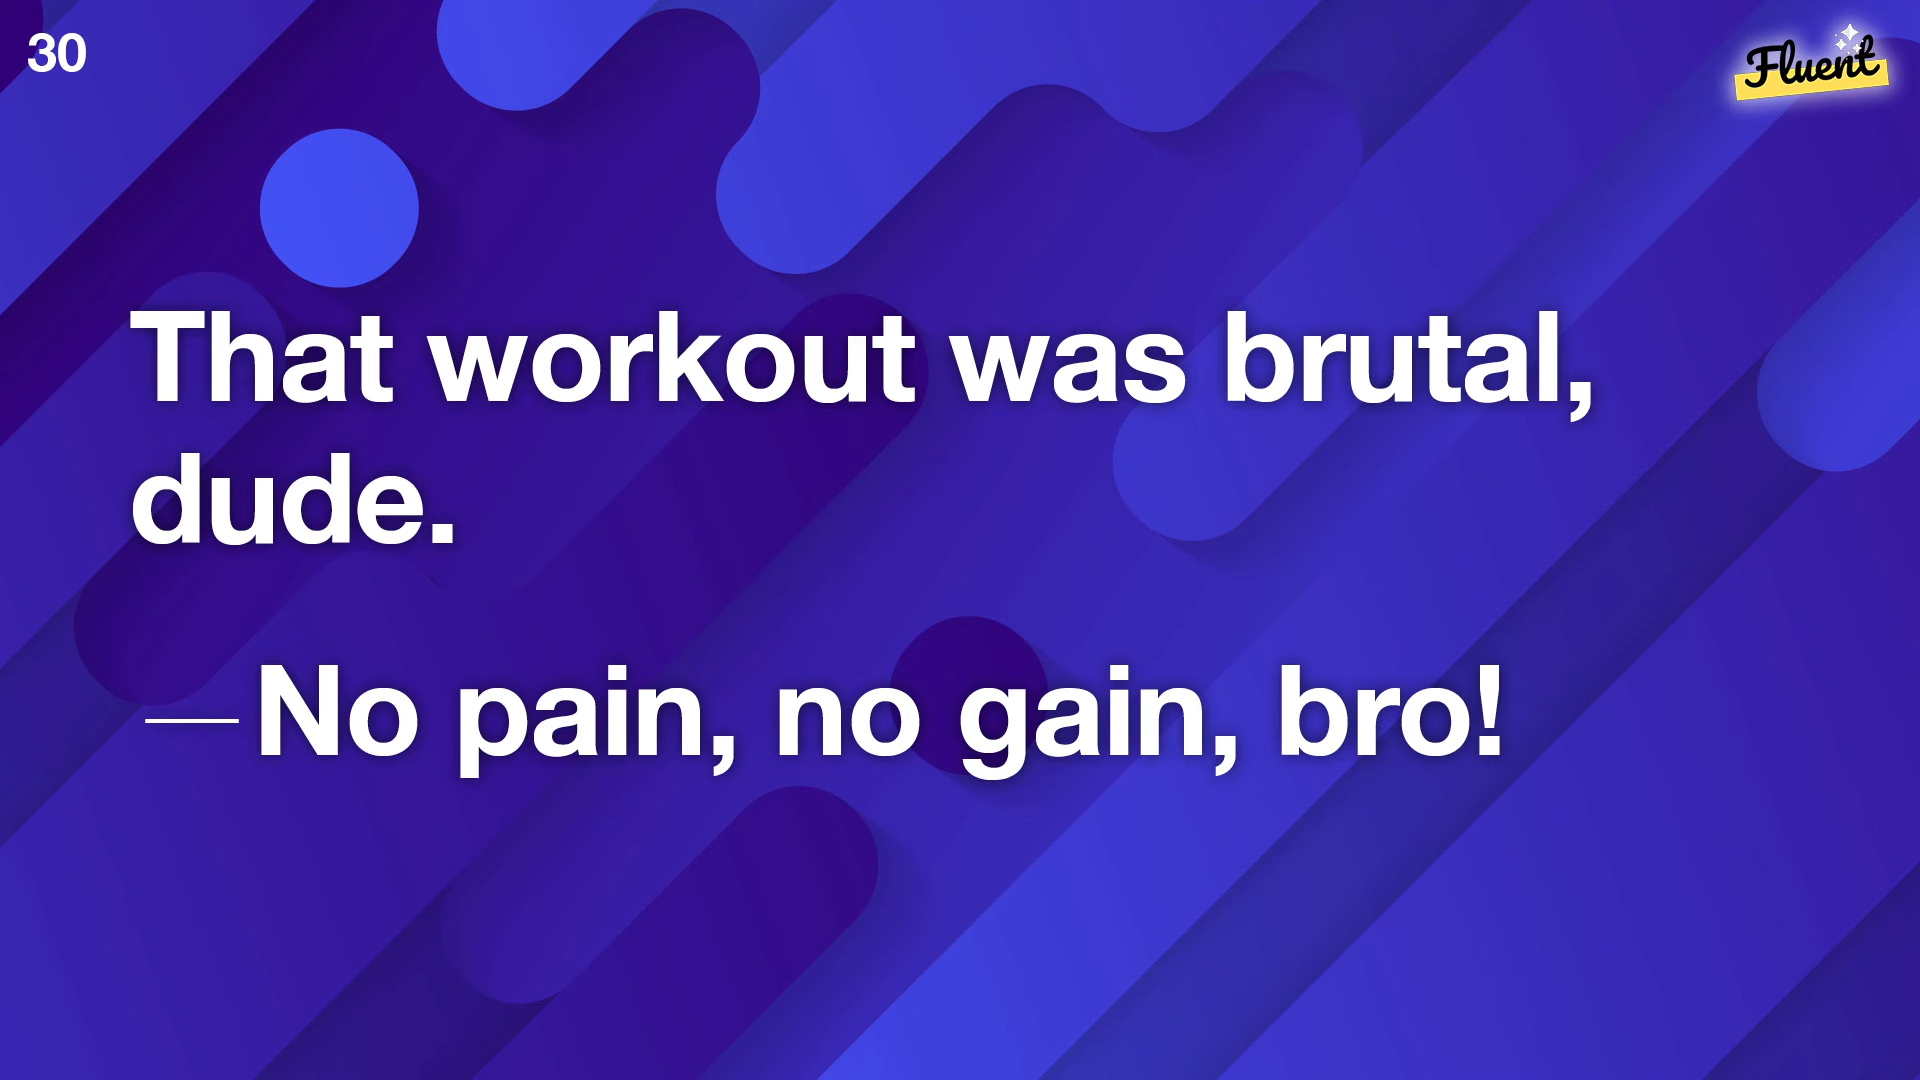 30
Fluent
That workout was brutal,
dude.
— No pain, no gain, bro!